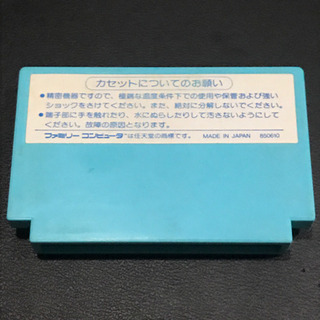 カセットについてのお願い
●精密機器ですので、極端な温度条件下での使用や保管および強い
ショックをさけてください。また、絶対に分解しないでください。
●端子部に手を触れたり、水にぬらしたりして汚さないようにして
ください。故障の原因となります。
ファミリー コンピュータ™は任天堂の商標です。 MADE IN JAPAN 850610